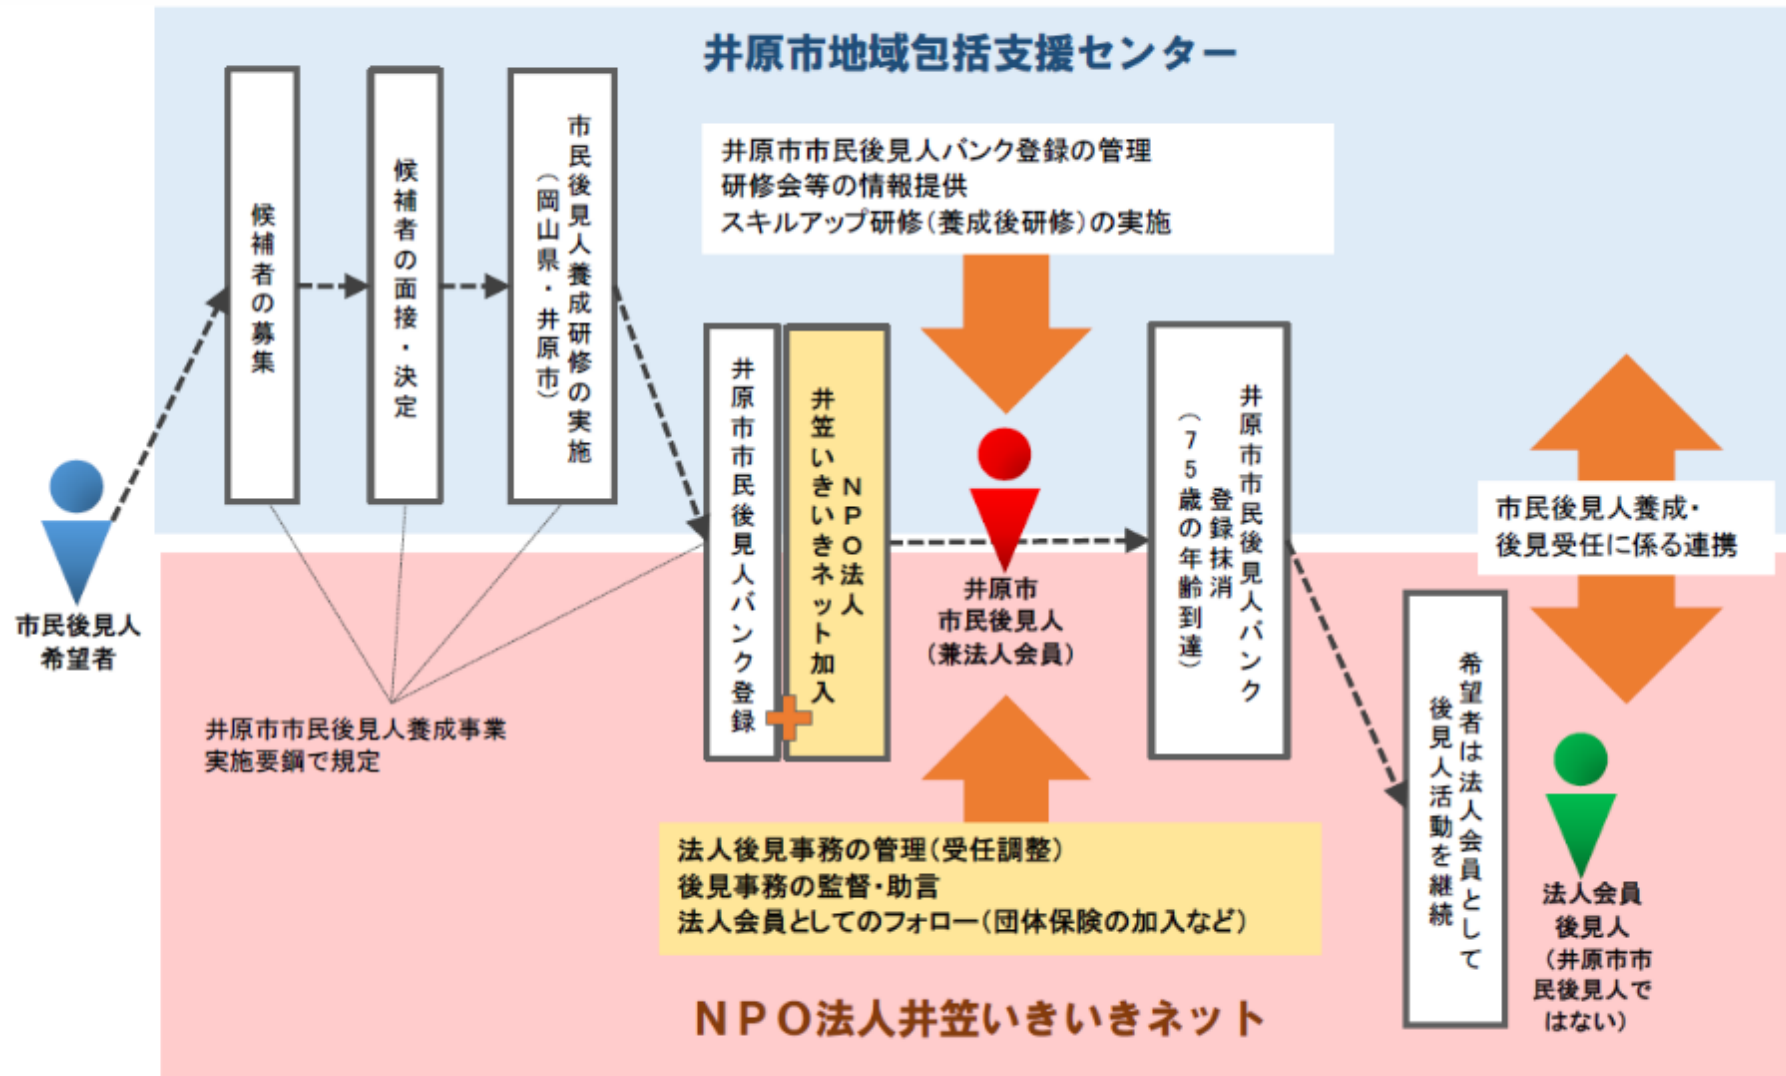 井原市地域包括支援センター
候補者の募集
候補者の面接・決定
市民後見人養成研修の実施
（岡山県・井原市）
井原市市民後見人バンク登録の管理
研修会等の情報提供
スキルアップ研修（養成後研修）の実施
市民後見人
希望者
井原市市民後見人養成事業
実施要鋼で規定
井原市市民後見人バンク登録
NPO法人
井笠いきいきネット加入
井原市
市民後見人
（兼法人会員）
井原市市民後見人バンク
登録抹消
（75歳の年齢到達）
市民後見人養成・
後見受任に係る連携
希望者は法人会員として
後見人活動を継続
法人会員
後見人
（井原市市
民後見人で
はない）
法人後見事務の管理（受任調整）
後見事務の監督・助言
法人会員としてのフォロー（団体保険の加入など）
NPO法人井笠いきいきネット